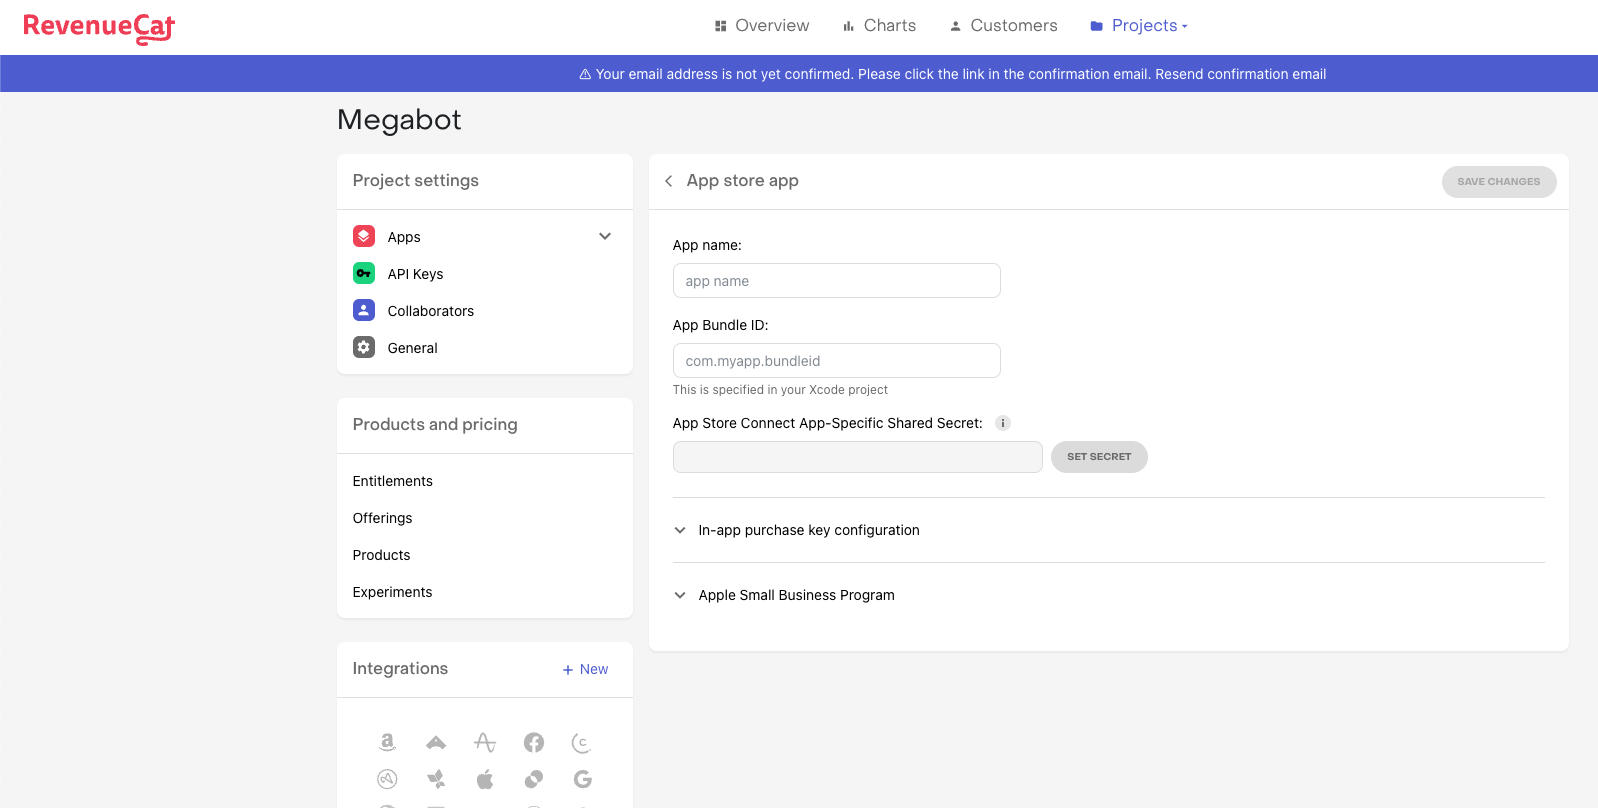 RevenueCat
Overview
Charts
Customers
Projects
Your email address is not yet confirmed. Please click the link in the confirmation email. Resend confirmation email
Megabot
Project settings
Apps
API Keys
Collaborators
General
Products and pricing
Entitlements
Offerings
Products
Experiments
Integrations
+ New
App store app
SAVE CHANGES
App name:
app name
App Bundle ID:
com.myapp.bundleid
This is specified in your Xcode project
App Store Connect App-Specific Shared Secret:
SET SECRET
In-app purchase key configuration
Apple Small Business Program